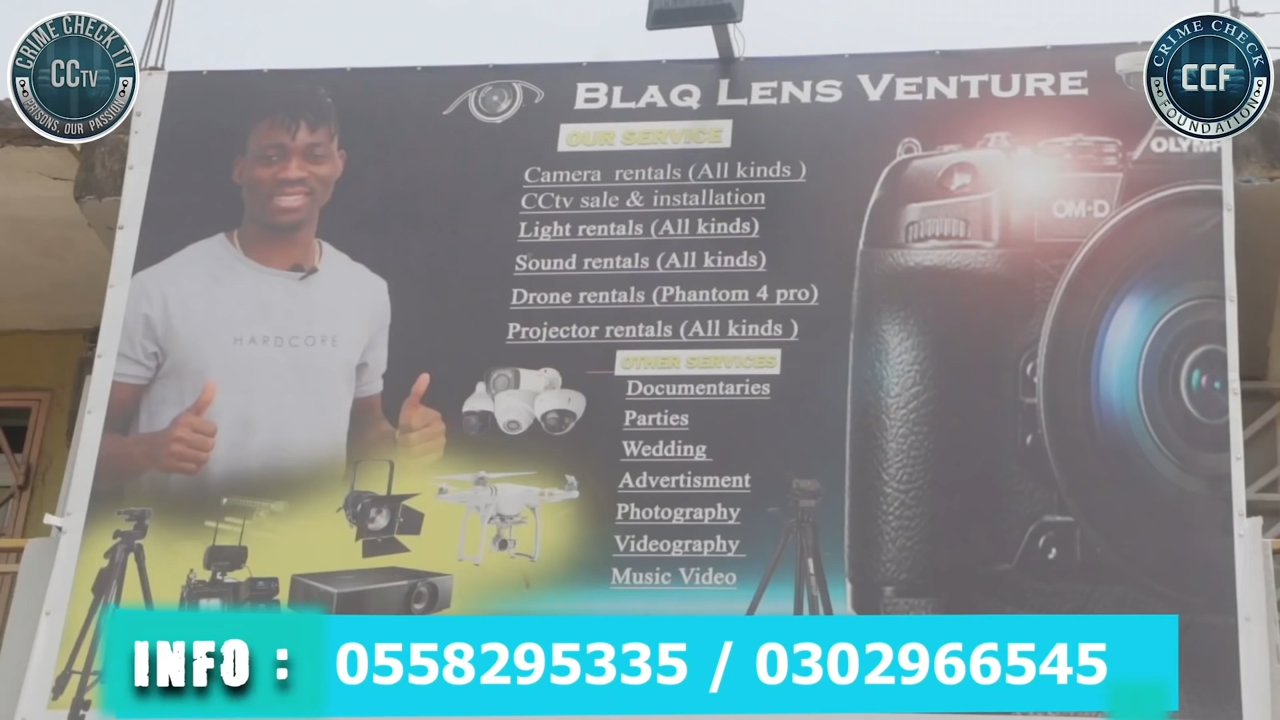 CRIME CHECK TV
CCTV
PRISONS, OUR PASSION
CRIME CHECK
CCF
FOUNDATION
BLAQ LENS VENTURE
OUR SERVICE
Camera rentals (All kinds )
CCtv sale & installation
Light rentals (All kinds)
Sound rentals (All kinds)
Drone rentals (Phantom 4 pro)
Projector rentals (All kinds )
OTHER SERVICES
Documentaries
Parties
Wedding
Advertisment
Photography
Videography
Music Video
HARDCORE
OM-D
INFO : 0558295335 / 0302966545